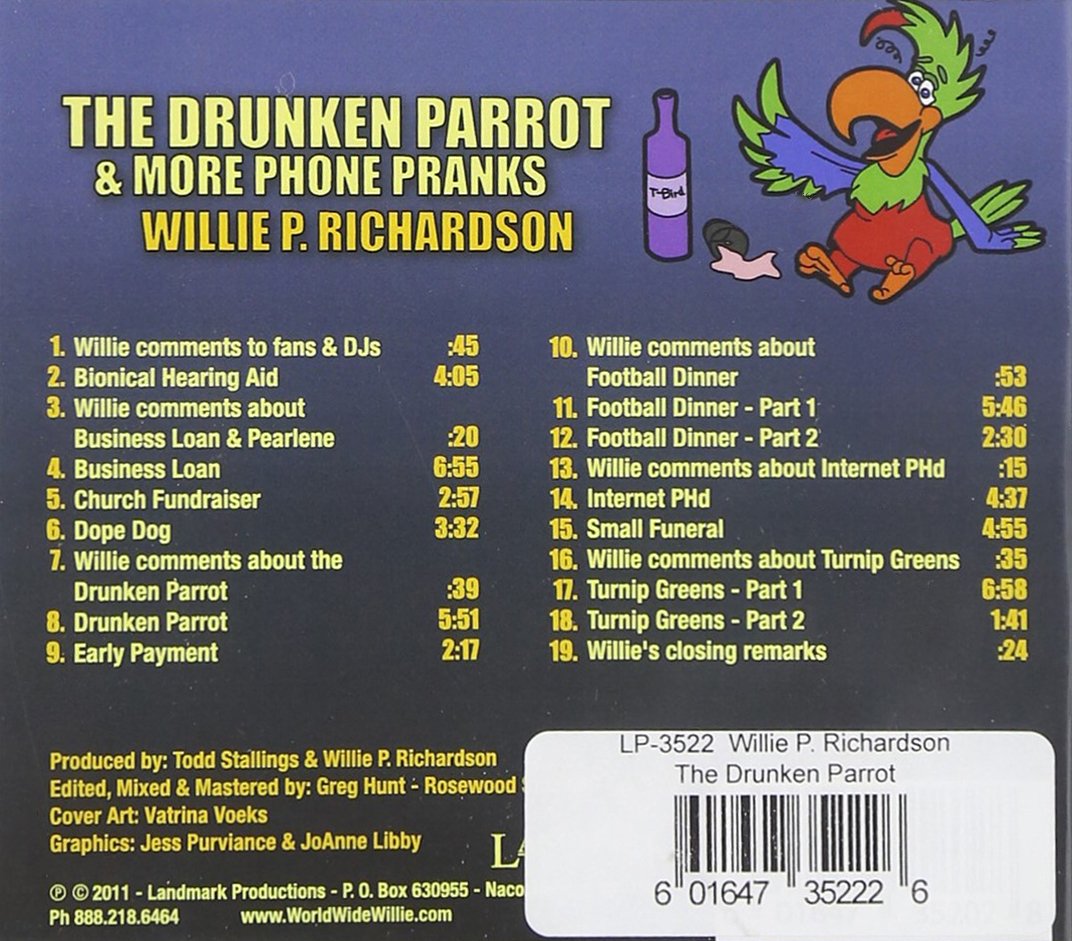 THE DRUNKEN PARROT
& MORE PHONE PRANKS
WILLIE P. RICHARDSON
T-Bird
1. Willie comments to fans & DJs :45
2. Bionical Hearing Aid 4:05
3. Willie comments about
Business Loan & Pearlene :20
4. Business Loan 6:55
5. Church Fundraiser 2:57
6. Dope Dog 3:32
7. Willie comments about the
Drunken Parrot :39
8. Drunken Parrot 5:51
9. Early Payment 2:17
10. Willie comments about
Football Dinner :53
11. Football Dinner - Part 1 5:46
12. Football Dinner - Part 2 2:30
13. Willie comments about Internet PHd :15
14. Internet PHd 4:37
15. Small Funeral 4:55
16. Willie comments about Turnip Greens :35
17. Turnip Greens - Part 1 6:58
18. Turnip Greens - Part 2 1:41
19. Willie's closing remarks :24
Produced by: Todd Stallings & Willie P. Richardson
Edited, Mixed & Mastered by: Greg Hunt - Rosewood
Cover Art: Vatrina Voeks
Graphics: Jess Purviance & JoAnne Libby
℗ © 2011 - Landmark Productions - P. O. Box 630955 - Naco
Ph 888.218.6464 www.WorldWideWillie.com
LP-3522 Willie P. Richardson
The Drunken Parrot
6 01647 35222 6